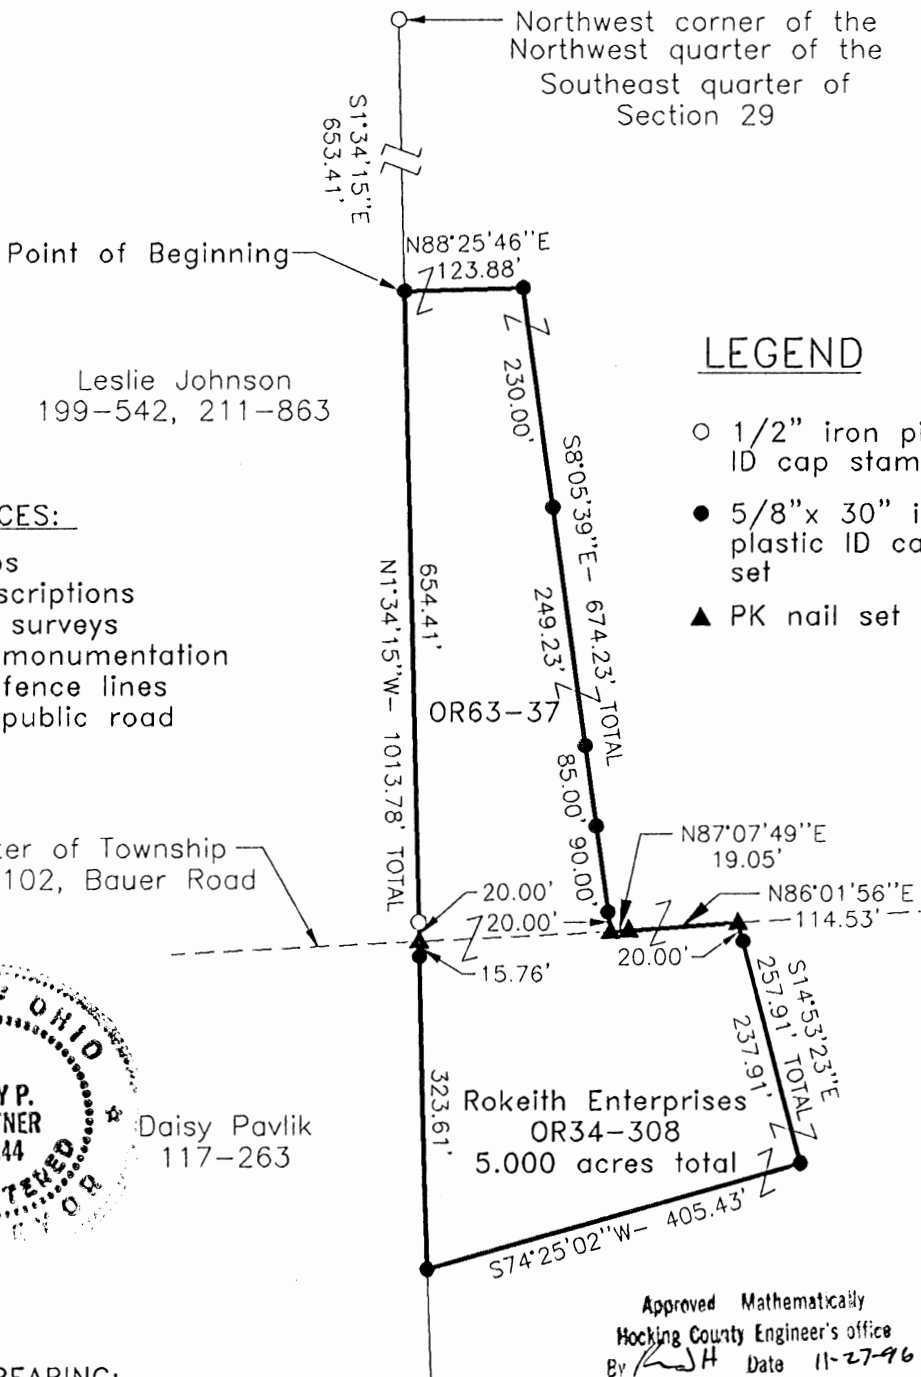 Northwest corner of the
Northwest quarter of the
Southeast quarter of
Section 29
S1°34'15"E
653.41'
Point of Beginning
N88°25'46"E
123.88'
Leslie Johnson
199-542, 211-863
LEGEND
1/2" iron
ID cap
5/8"x 30"
plastic ID
set
PK nail set
230.00'
S8°05'39"E- 674.23' TOTAL
249.23'
85.00'
90.00'
surveys
monumentation
fence lines
public road
N1°34'15"W- 1013.78' TOTAL
654.41'
OR63-37
of Township
102, Bauer Road
N87°07'49"E
19.05'
N86°01'56"E
114.53'
20.00'
20.00'
20.00'
15.76'
S14°53'23"E
257.91' TOTAL
237.91'
323.61'
OHIO
P.
Daisy Pavlik
117-263
Rokeith Enterprises
OR34-308
5.000 acres total
S74°25'02"W- 405.43'
Approved Mathematically
Hocking County Engineer's office
By Date 11-27-96
BEARING: